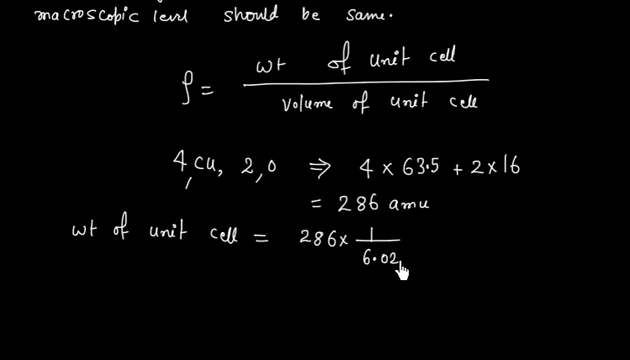 macroscopic level should be same.
ρ = wt of unit cell / volume of unit cell
4, cu, 2, 0 ⇒ 4 × 63.5 + 2 × 16
= 286 amu
wt of unit cell = 286 × 1 / 6.02